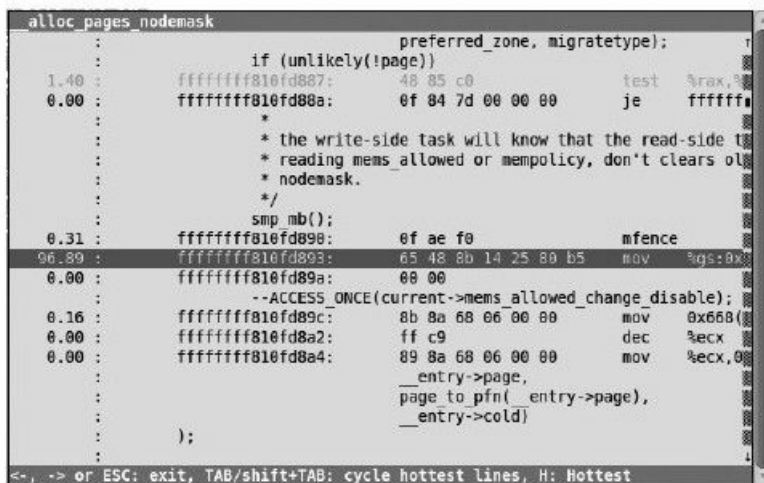 __alloc_pages_nodemask
: preferred_zone, migratetype);
: if (unlikely(!page))
1.40 : ffffffff810fd887: 48 85 c0 test %rax,%
0.00 : ffffffff810fd88a: 0f 84 7d 00 00 00 je ffffff
: *
: * the write-side task will know that the read-side t
: * reading mems_allowed or mempolicy, don't clears ol
: * nodemask.
: */
: smp_mb();
0.31 : ffffffff810fd890: 0f ae f0 mfence
96.89 : ffffffff810fd893: 65 48 8b 14 25 80 b5 mov %gs:0x
0.00 : ffffffff810fd89a: 00 00
: --ACCESS_ONCE(current->mems_allowed_change_disable);
0.16 : ffffffff810fd89c: 8b 8a 68 06 00 00 mov 0x668(
0.00 : ffffffff810fd8a2: ff c9 dec %ecx
0.00 : ffffffff810fd8a4: 89 8a 68 06 00 00 mov %ecx,0
: __entry->page,
: page_to_pfn(__entry->page),
: __entry->cold)
: );
:
<-, -> or ESC: exit, TAB/shift+TAB: cycle hottest lines, H: Hottest